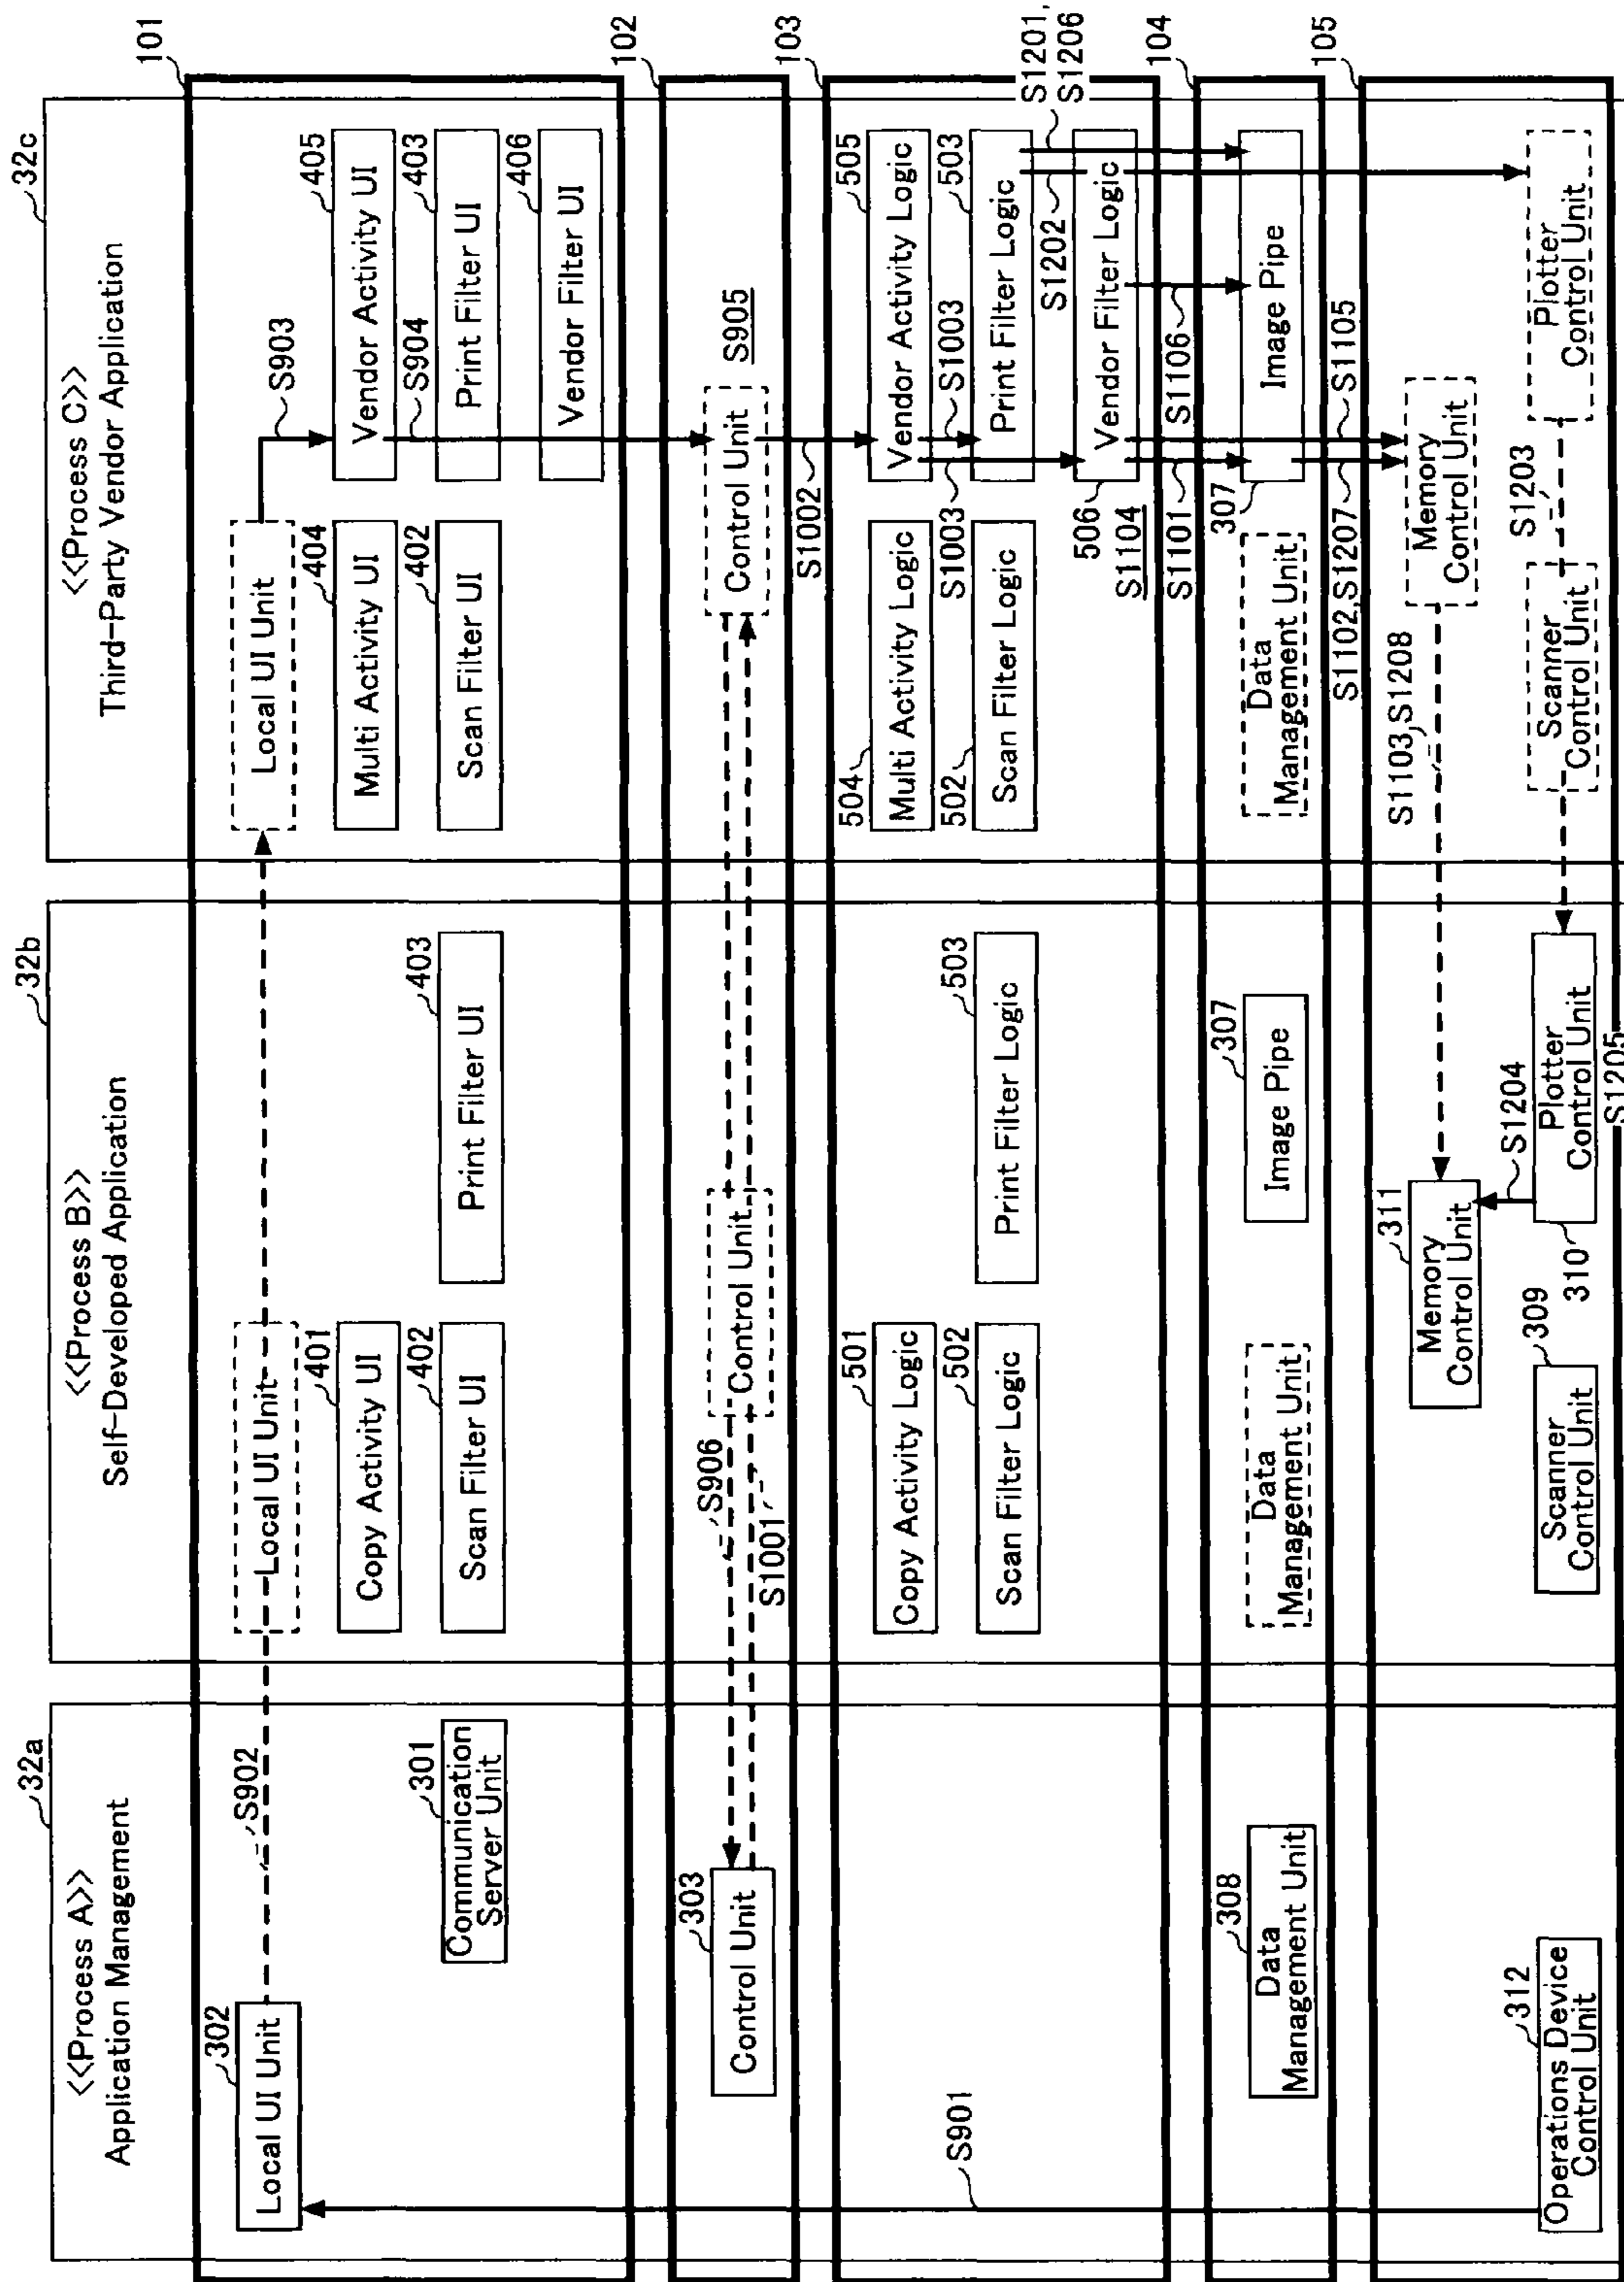 32a
<<Process A>>
Application Management
32b
<<Process B>>
Self-Developed Application
32c
<<Process C>>
Third-Party Vendor Application
101
302
Local UI Unit
S902
301
Communication
Server Unit
Local UI Unit
401
Copy Activity UI
402
Scan Filter UI
403
Print Filter UI
Local UI Unit
S903
404
Multi Activity UI
405
Vendor Activity UI
S904
402
Scan Filter UI
403
Print Filter UI
406
Vendor Filter UI
102
303
Control Unit
S906
Control Unit
S1001
Control Unit
S905
103
S1002
501
Copy Activity Logic
502
Scan Filter Logic
503
Print Filter Logic
504
Multi Activity Logic
505
Vendor Activity Logic
S1003
S1003
502
Scan Filter Logic
503
Print Filter Logic
S1201,
S1206
S1202
506
Vendor Filter Logic
S1104
S901
104
308
Data
Management Unit
Data
Management Unit
307
Image Pipe
Data
Management Unit
S1101
S1106
307
Image Pipe
105
S1102,S1207
S1105
312
Operations Device
Control Unit
309
Scanner
Control Unit
311
Memory
Control Unit
S1204
310
Plotter
Control Unit
S1205
S1103,S1208
Memory
Control Unit
Scanner
Control Unit
S1203
Plotter
Control Unit